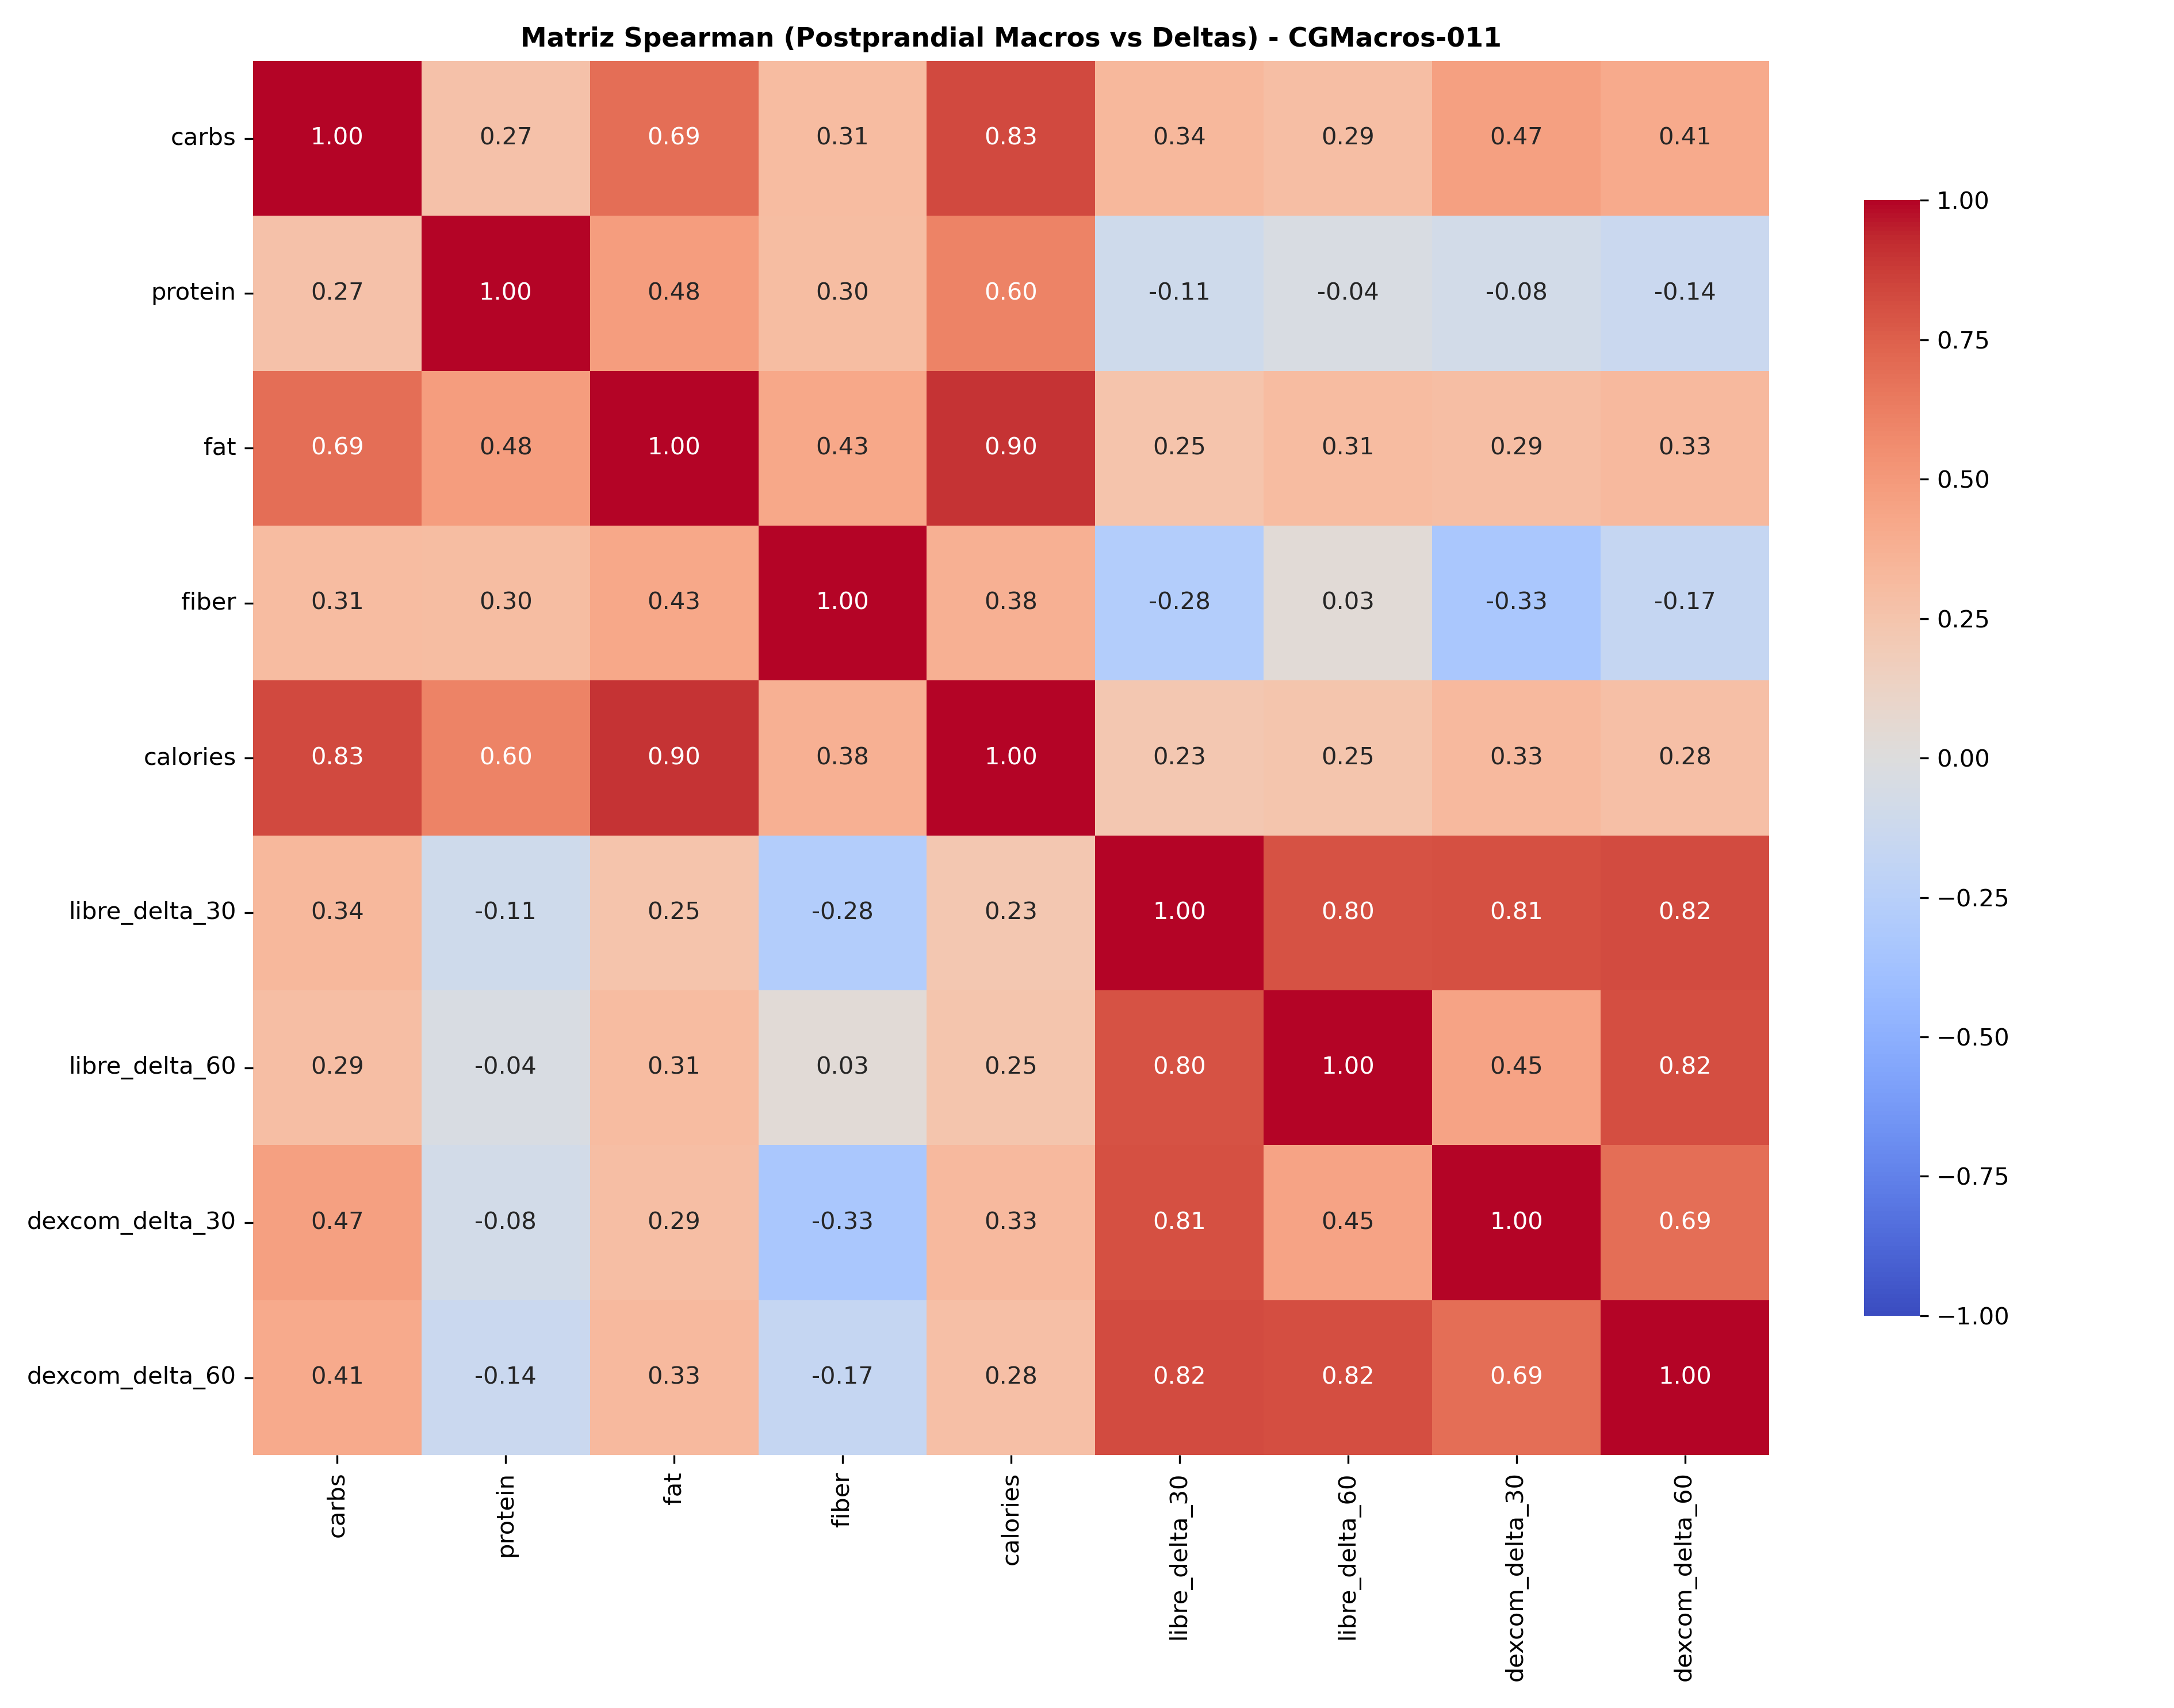 Matriz Spearman (Postprandial Macros vs Deltas) - CGMacros-011
carbs 1.00 0.27 0.69 0.31 0.83 0.34 0.29 0.47 0.41
protein 0.27 1.00 0.48 0.30 0.60 -0.11 -0.04 -0.08 -0.14
fat 0.69 0.48 1.00 0.43 0.90 0.25 0.31 0.29 0.33
fiber 0.31 0.30 0.43 1.00 0.38 -0.28 0.03 -0.33 -0.17
calories 0.83 0.60 0.90 0.38 1.00 0.23 0.25 0.33 0.28
libre_delta_30 0.34 -0.11 0.25 -0.28 0.23 1.00 0.80 0.81 0.82
libre_delta_60 0.29 -0.04 0.31 0.03 0.25 0.80 1.00 0.45 0.82
dexcom_delta_30 0.47 -0.08 0.29 -0.33 0.33 0.81 0.45 1.00 0.69
dexcom_delta_60 0.41 -0.14 0.33 -0.17 0.28 0.82 0.82 0.69 1.00
carbs protein fat fiber calories libre_delta_30 libre_delta_60 dexcom_delta_30 dexcom_delta_60
1.00
0.75
0.50
0.25
0.00
−0.25
−0.50
−0.75
−1.00